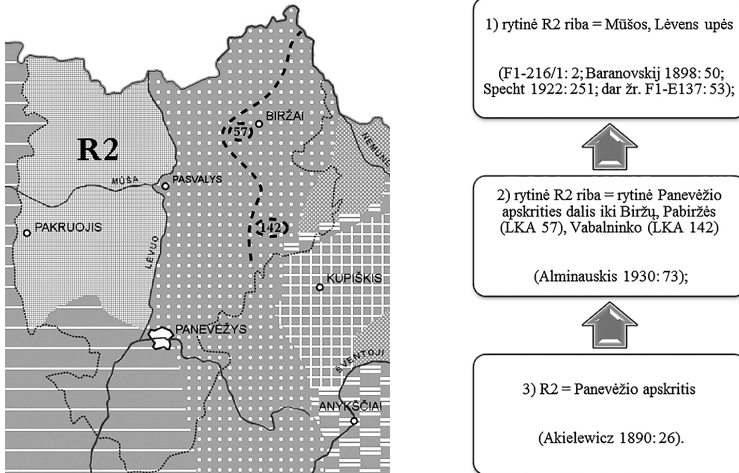 R2
57
BIRŽAI
NEMUNĖ
MŪŠA
PASVALYS
PAKRUOJIS
LĖVUO
142
KUPIŠKIS
PANEVĖŽYS
ŠVENTOJI
ANYKŠČIAI
1) rytinė R2 riba = Mūšos, Lėvens upės
(F1-216/1: 2; Baranovskij 1898: 50;
Specht 1922: 251; dar žr. F1-E137: 53);
2) rytinė R2 riba = rytinė Panevėžio
apskrities dalis iki Biržų, Pabiržės
(LKA 57), Vabalninko (LKA 142)
(Alminauskis 1930: 73);
3) R2 = Panevėžio apskritis
(Akielewicz 1890: 26).